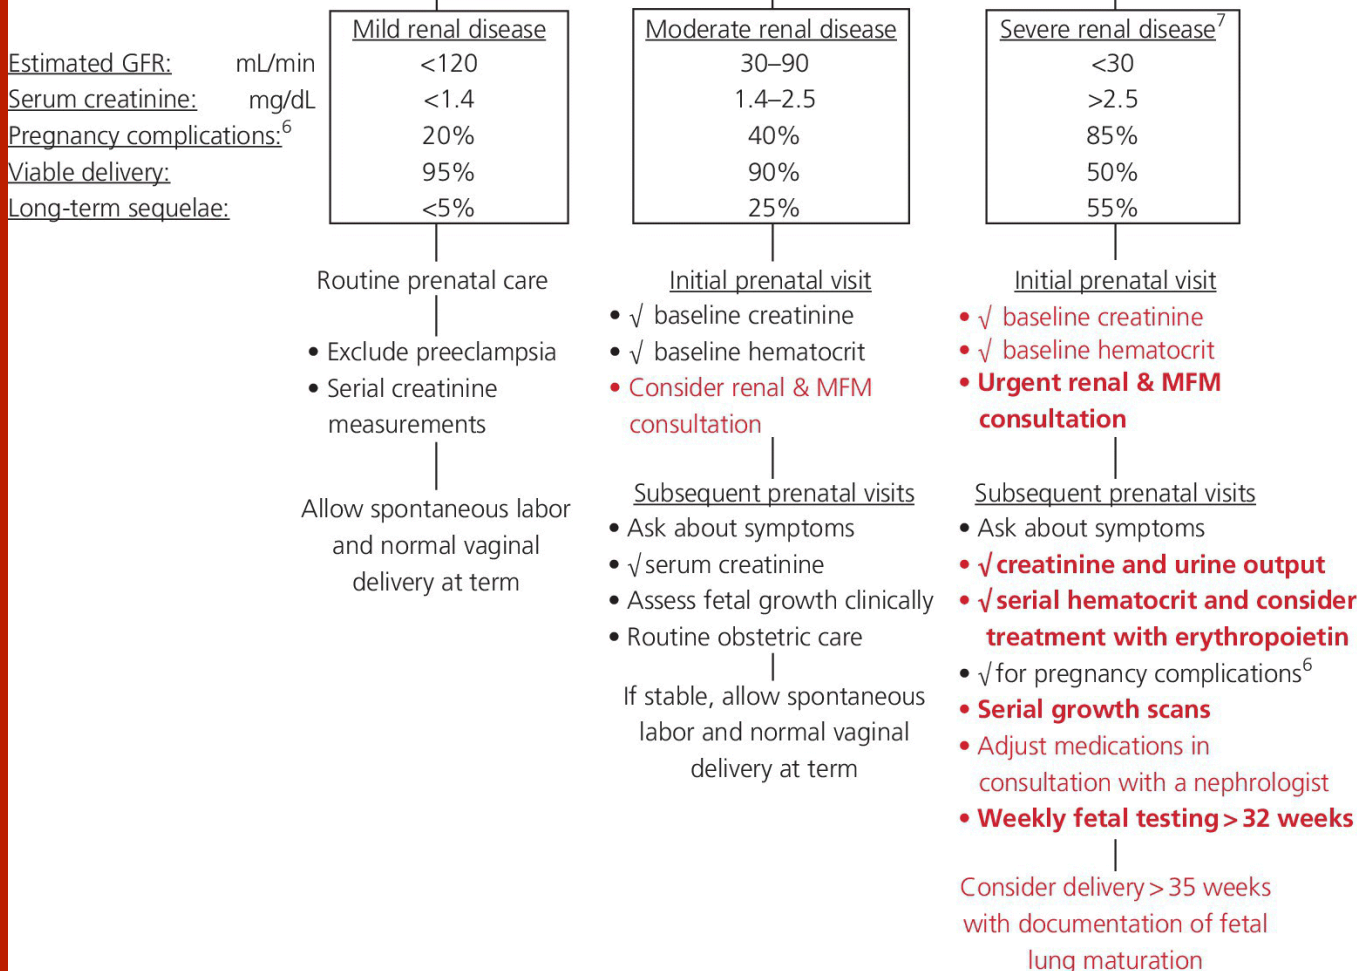 Mild renal disease
Moderate renal disease
Severe renal disease7
Estimated GFR: mL/min <120 30–90 <30
Serum creatinine: mg/dL <1.4 1.4–2.5 >2.5
Pregnancy complications:6 20% 40% 85%
Viable delivery: 95% 90% 50%
Long-term sequelae: <5% 25% 55%
Routine prenatal care
• Exclude preeclampsia
• Serial creatinine
measurements
Allow spontaneous labor
and normal vaginal
delivery at term
Initial prenatal visit
• √ baseline creatinine
• √ baseline hematocrit
• Consider renal & MFM
consultation
Subsequent prenatal visits
• Ask about symptoms
• √ serum creatinine
• Assess fetal growth clinically
• Routine obstetric care
If stable, allow spontaneous
labor and normal vaginal
delivery at term
Initial prenatal visit
• √ baseline creatinine
• √ baseline hematocrit
• Urgent renal & MFM
consultation
Subsequent prenatal visits
• Ask about symptoms
• √ creatinine and urine output
• √ serial hematocrit and consider
treatment with erythropoietin
• √ for pregnancy complications6
• Serial growth scans
• Adjust medications in
consultation with a nephrologist
• Weekly fetal testing > 32 weeks
Consider delivery > 35 weeks
with documentation of fetal
lung maturation